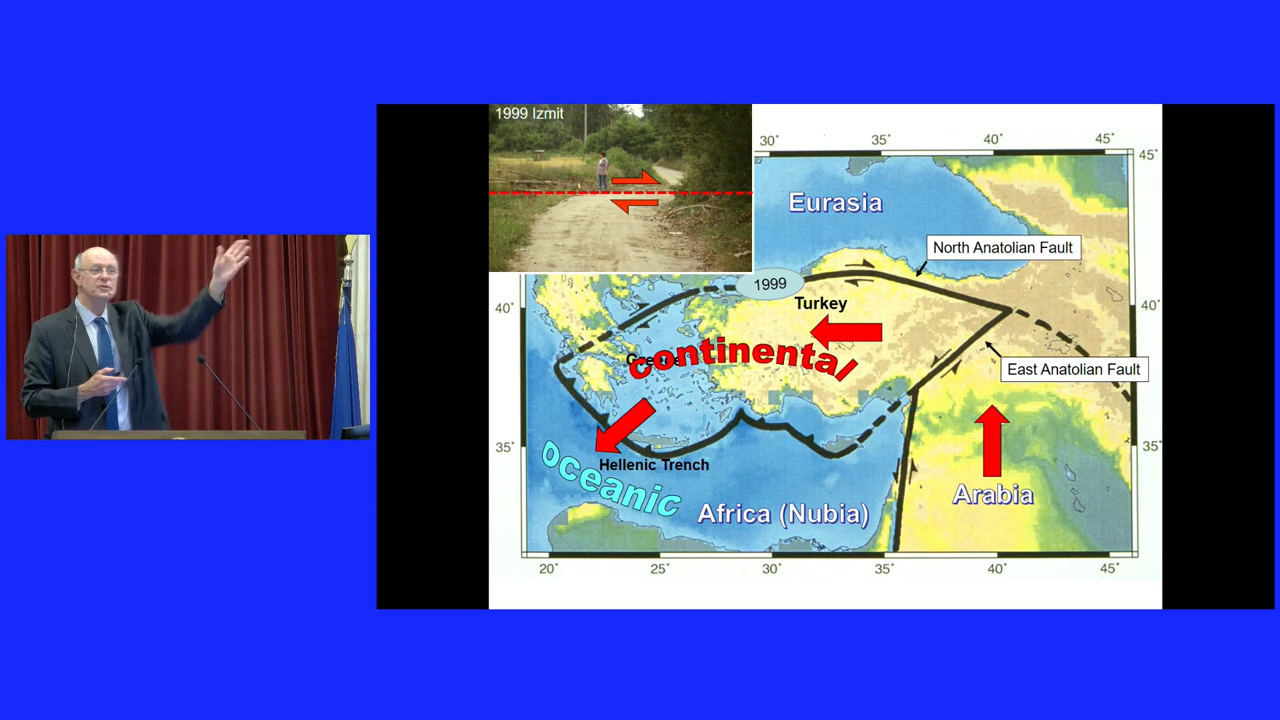 1999 Izmit
30° 35° 40° 45°
45°
Eurasia
North Anatolian Fault
1999
Turkey
40°
40°
Greece
continental
East Anatolian Fault
35°
35°
Hellenic Trench
oceanic
Arabia
Africa (Nubia)
20° 25° 30° 35° 40° 45°